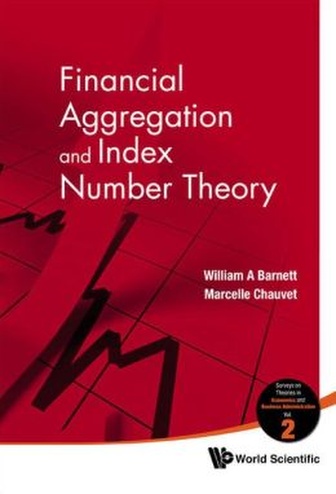 Financial
Aggregation
and Index
Number Theory
William A Barnett
Marcelle Chauvet
Surveys on
Theories in
Economics and
Business Administration
Vol.
2
World Scientific